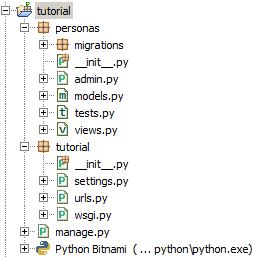 tutorial
personas
migrations
__init__.py
admin.py
models.py
tests.py
views.py
tutorial
__init__.py
settings.py
urls.py
wsgi.py
manage.py
Python Bitnami ( ... python\python.exe)